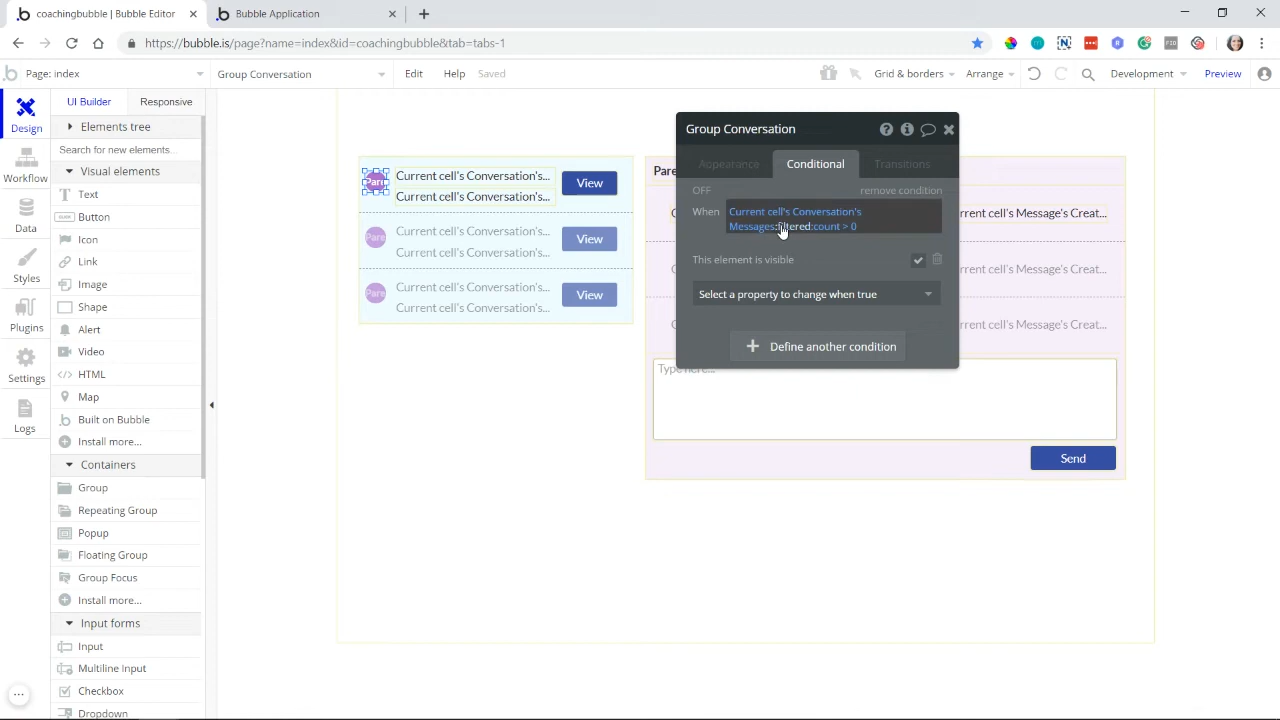 coachingbubble | Bubble Editor
Bubble Application
https://bubble.is/page?name=index&id=coachingbubble&tab=tabs-1
Page: index
Group Conversation
Edit
Help
Saved
Grid & borders
Arrange
Development
Preview
Design
Workflow
Data
Styles
Plugins
Settings
Logs
UI Builder
Responsive
Elements tree
Search for new elements...
Visual elements
Text
Button
Icon
Link
Image
Shape
Alert
Video
HTML
Map
Built on Bubble
Install more...
Containers
Group
Repeating Group
Popup
Floating Group
Group Focus
Install more...
Input forms
Input
Multiline Input
Checkbox
Dropdown
Pare
Current cell's Conversation's...
Current cell's Conversation's...
View
Pare
Current cell's Conversation's...
Current cell's Conversation's...
View
Pare
Current cell's Conversation's...
Current cell's Conversation's...
View
Group Conversation
Appearance
Conditional
Transitions
OFF
remove condition
When
Current cell's Conversation's
Messages:filtered:count > 0
This element is visible
Select a property to change when true
Define another condition
Pare
rrent cell's Message's Creat...
rrent cell's Message's Creat...
rrent cell's Message's Creat...
Type here...
Send